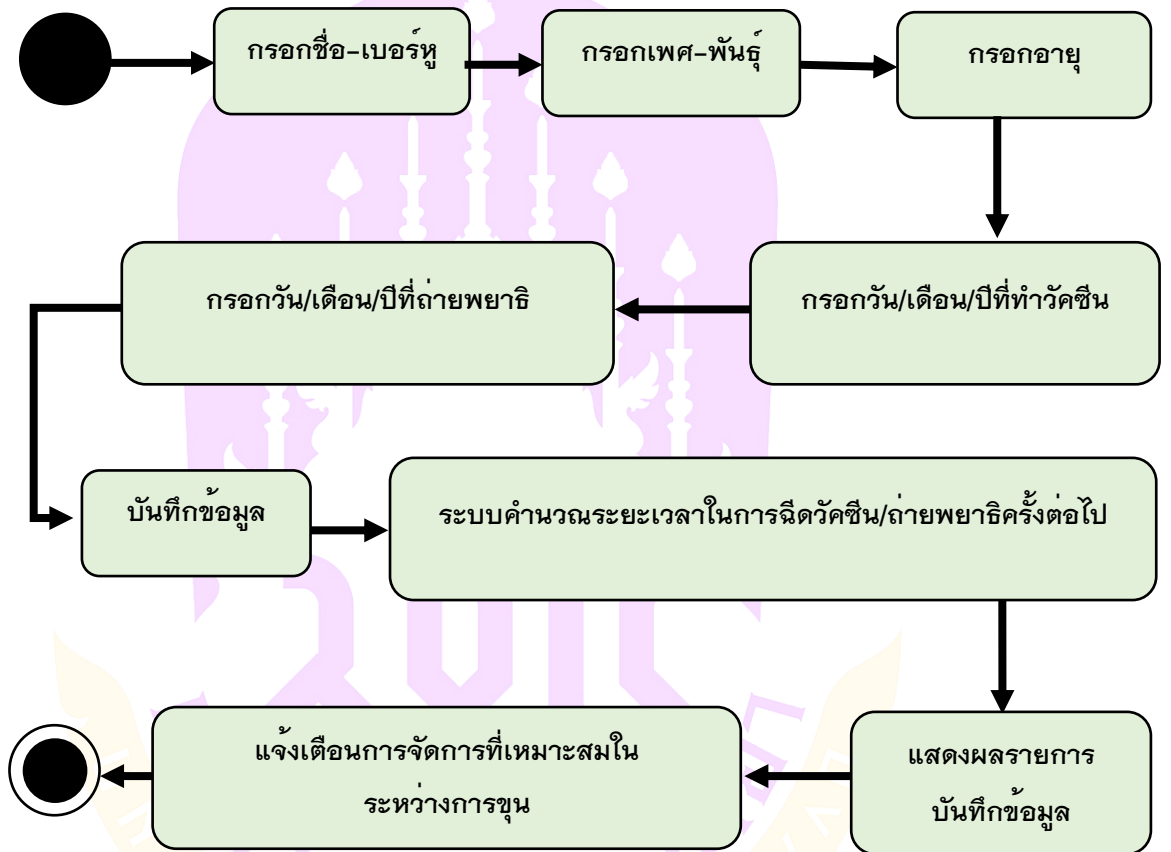 กรอกชื่อ-เบอร์หู
กรอกเพศ-พันธุ์
กรอกอายุ
กรอกวัน/เดือน/ปีที่ทำวัคซีน
กรอกวัน/เดือน/ปีที่ถ่ายพยาธิ
บันทึกข้อมูล
ระบบคำนวณระยะเวลาในการฉีดวัคซีน/ถ่ายพยาธิครั้งต่อไป
แสดงผลรายการ
บันทึกข้อมูล
แจ้งเตือนการจัดการที่เหมาะสมใน
ระหว่างการขุน